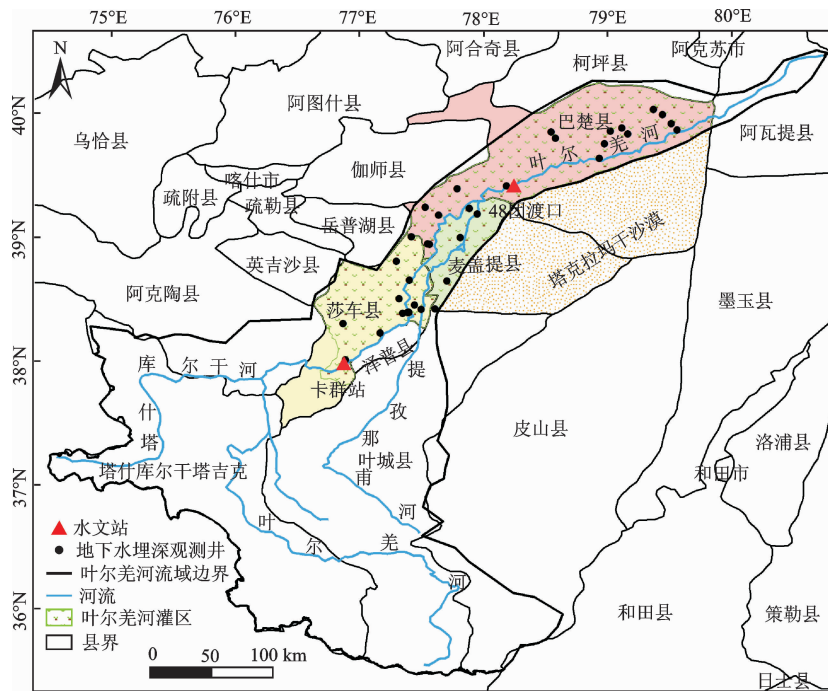 75°E 76°E 77°E 78°E 79°E 80°E
N
40°N
39°N
38°N
37°N
36°N
40°N
39°N
38°N
37°N
36°N
阿合奇县
柯坪县
阿克苏市
乌恰县
阿图什县
巴楚县
阿瓦提县
喀什市
伽师县
疏附县
疏勒县
岳普湖县
英吉沙县
叶尔羌河
48团渡口
麦盖提县
塔克拉玛干沙漠
阿克陶县
莎车县
墨玉县
泽普县
卡群站
库尔干河
什
塔
提
孜
那
甫
河
皮山县
洛浦县
和田市
叶城县
塔什库尔干塔吉克
叶尔羌河
和田县
策勒县
水文站
地下水埋深观测井
叶尔羌河流域边界
河流
叶尔羌河灌区
县界
0 50 100 km